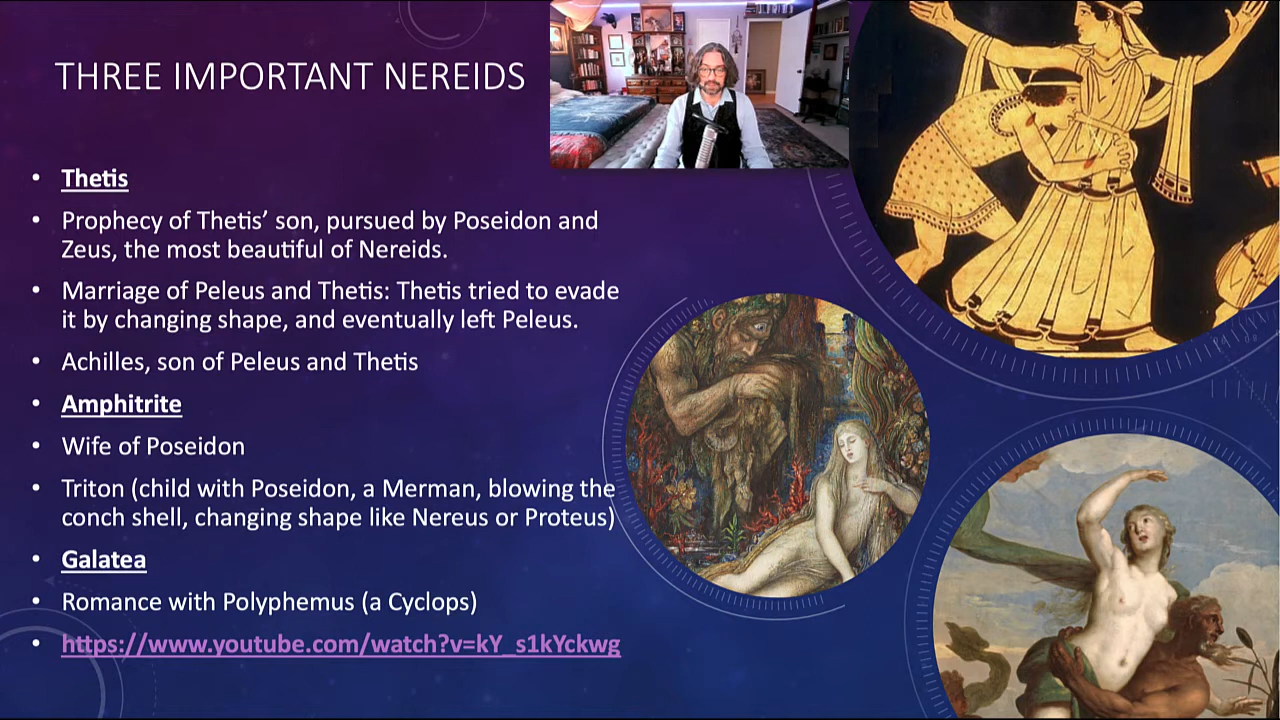 THREE IMPORTANT NEREIDS
• Thetis
• Prophecy of Thetis’ son, pursued by Poseidon and
Zeus, the most beautiful of Nereids.
• Marriage of Peleus and Thetis: Thetis tried to evade
it by changing shape, and eventually left Peleus.
• Achilles, son of Peleus and Thetis
• Amphitrite
• Wife of Poseidon
• Triton (child with Poseidon, a Merman, blowing the
conch shell, changing shape like Nereus or Proteus)
• Galatea
• Romance with Polyphemus (a Cyclops)
• https://www.youtube.com/watch?v=kY_s1kYckwg